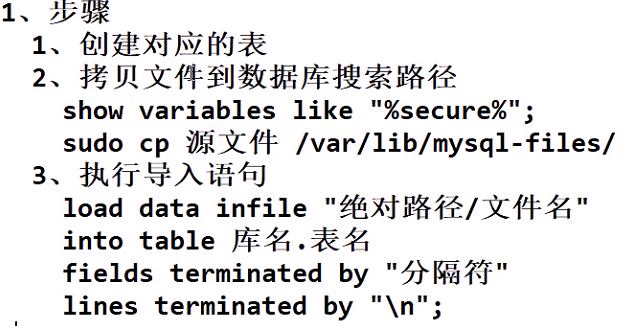 1、步骤
1、创建对应的表
2、拷贝文件到数据库搜索路径
show variables like "%secure%";
sudo cp 源文件 /var/lib/mysql-files/
3、执行导入语句
load data infile "绝对路径/文件名"
into table 库名.表名
fields terminated by "分隔符"
lines terminated by "\n";